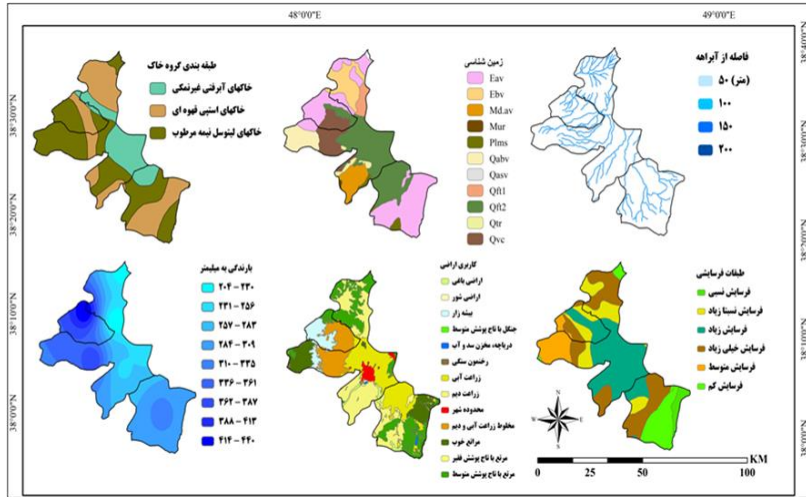 48°0'0"E
49°0'0"E
طبقه بندی گروه خاک
خاکهای آبرفتی غیرنمکی
خاکهای استپی قهوه ای
خاکهای لیتوسل نیمه مرطوب
زمین شناسی
Eav
Ebv
Md.av
Mur
Plms
Qabv
Qasv
Qft1
Qft2
Qtr
Qvc
فاصله از آبراهه
۵۰ (متر)
۱۰۰
۱۵۰
۲۰۰
38°30'0"N
38°20'0"N
38°10'0"N
38°0'0"N
بارندگی به میلیمتر
۲۰۴ – ۲۳۰
۲۳۱ – ۲۵۶
۲۵۷ – ۲۸۳
۲۸۴ – ۳۰۹
۳۱۰ – ۳۳۵
۳۳۶ – ۳۶۱
۳۶۲ – ۳۸۷
۳۸۸ – ۴۱۳
۴۱۴ – ۴۴۰
کاربری اراضی
اراضی باغی
اراضی شور
بیشه زار
جنگل با تاج پوشش متوسط
دریاچه، مخزن سد و آب
رخنمون سنگی
زراعت آبی
زراعت دیم
محدوده شهر
مخلوط زراعت آبی و دیم
مراتع خوب
مرتع با تاج پوشش فقیر
مرتع با تاج پوشش متوسط
طبقات فرسایشی
فرسایش نسبی
فرسایش نسبتا زیاد
فرسایش زیاد
فرسایش خیلی زیاد
فرسایش متوسط
فرسایش کم
N
W
E
S
KM
0
25
50
100